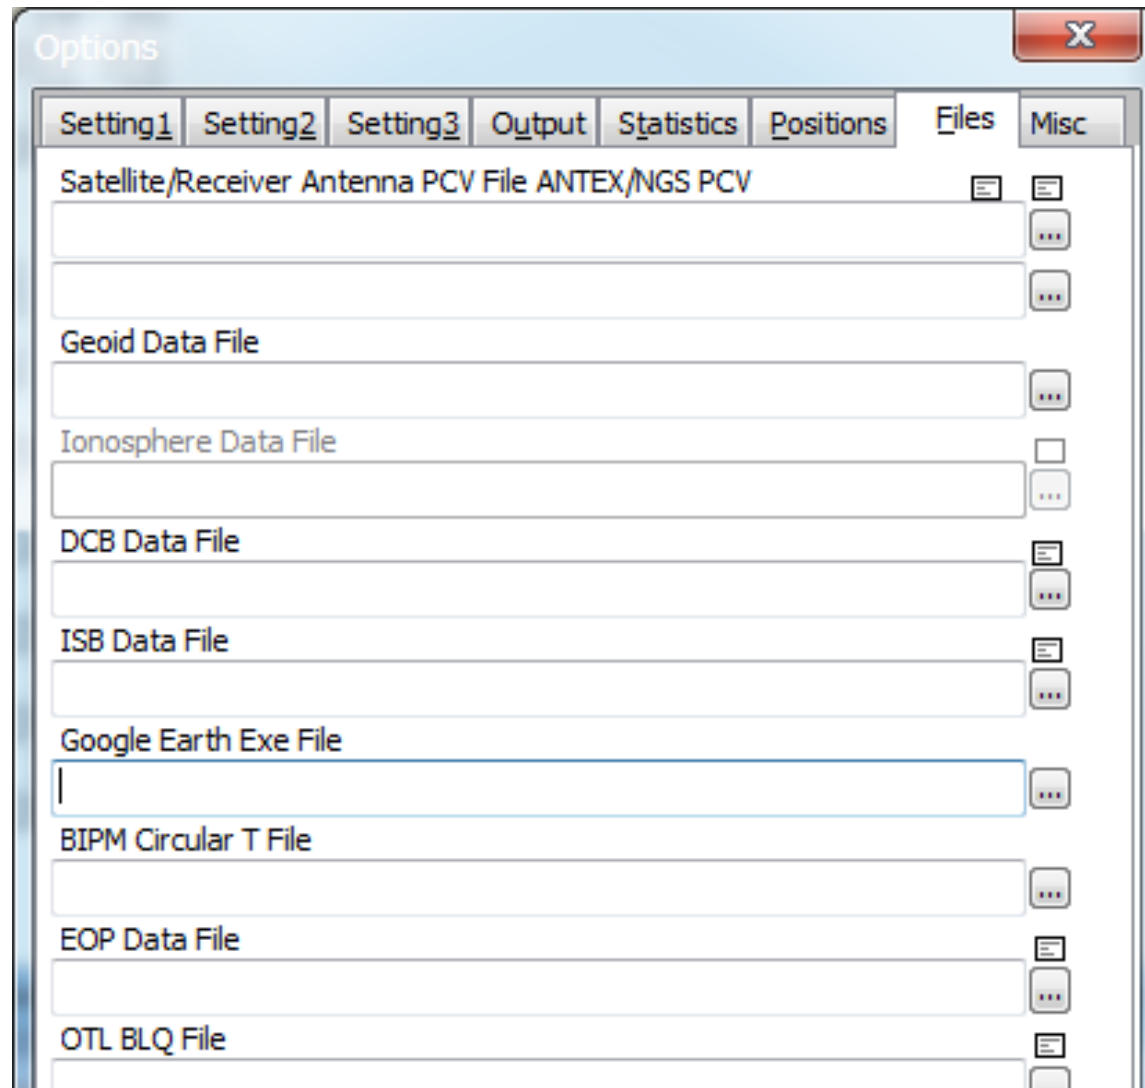 Options
Setting1 Setting2 Setting3 Output Statistics Positions Files Misc
Satellite/Receiver Antenna PCV File ANTEX/NGS PCV
...
...
Geoid Data File
...
Ionosphere Data File
...
DCB Data File
...
ISB Data File
...
Google Earth Exe File
...
BIPM Circular T File
...
EOP Data File
...
OTL BLQ File